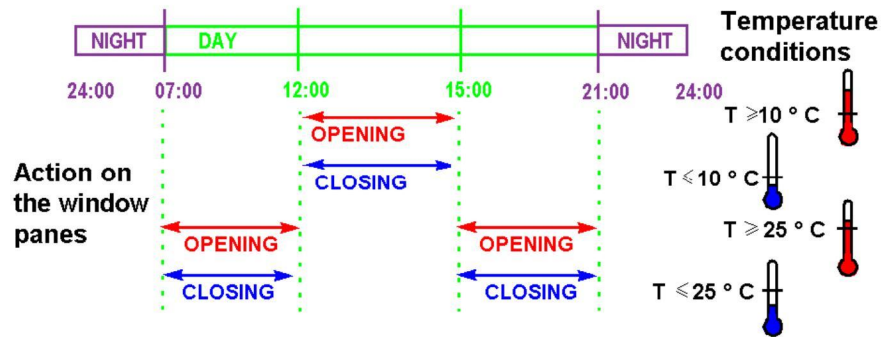 NIGHT DAY NIGHT
Temperature
conditions
24:00 07:00 12:00 15:00 21:00 24:00
T ⩾10 ° C
OPENING
T ⩽10 ° C
CLOSING
Action on
the window
panes
T ⩾ 25 ° C
OPENING OPENING
T ⩽25 ° C
CLOSING CLOSING